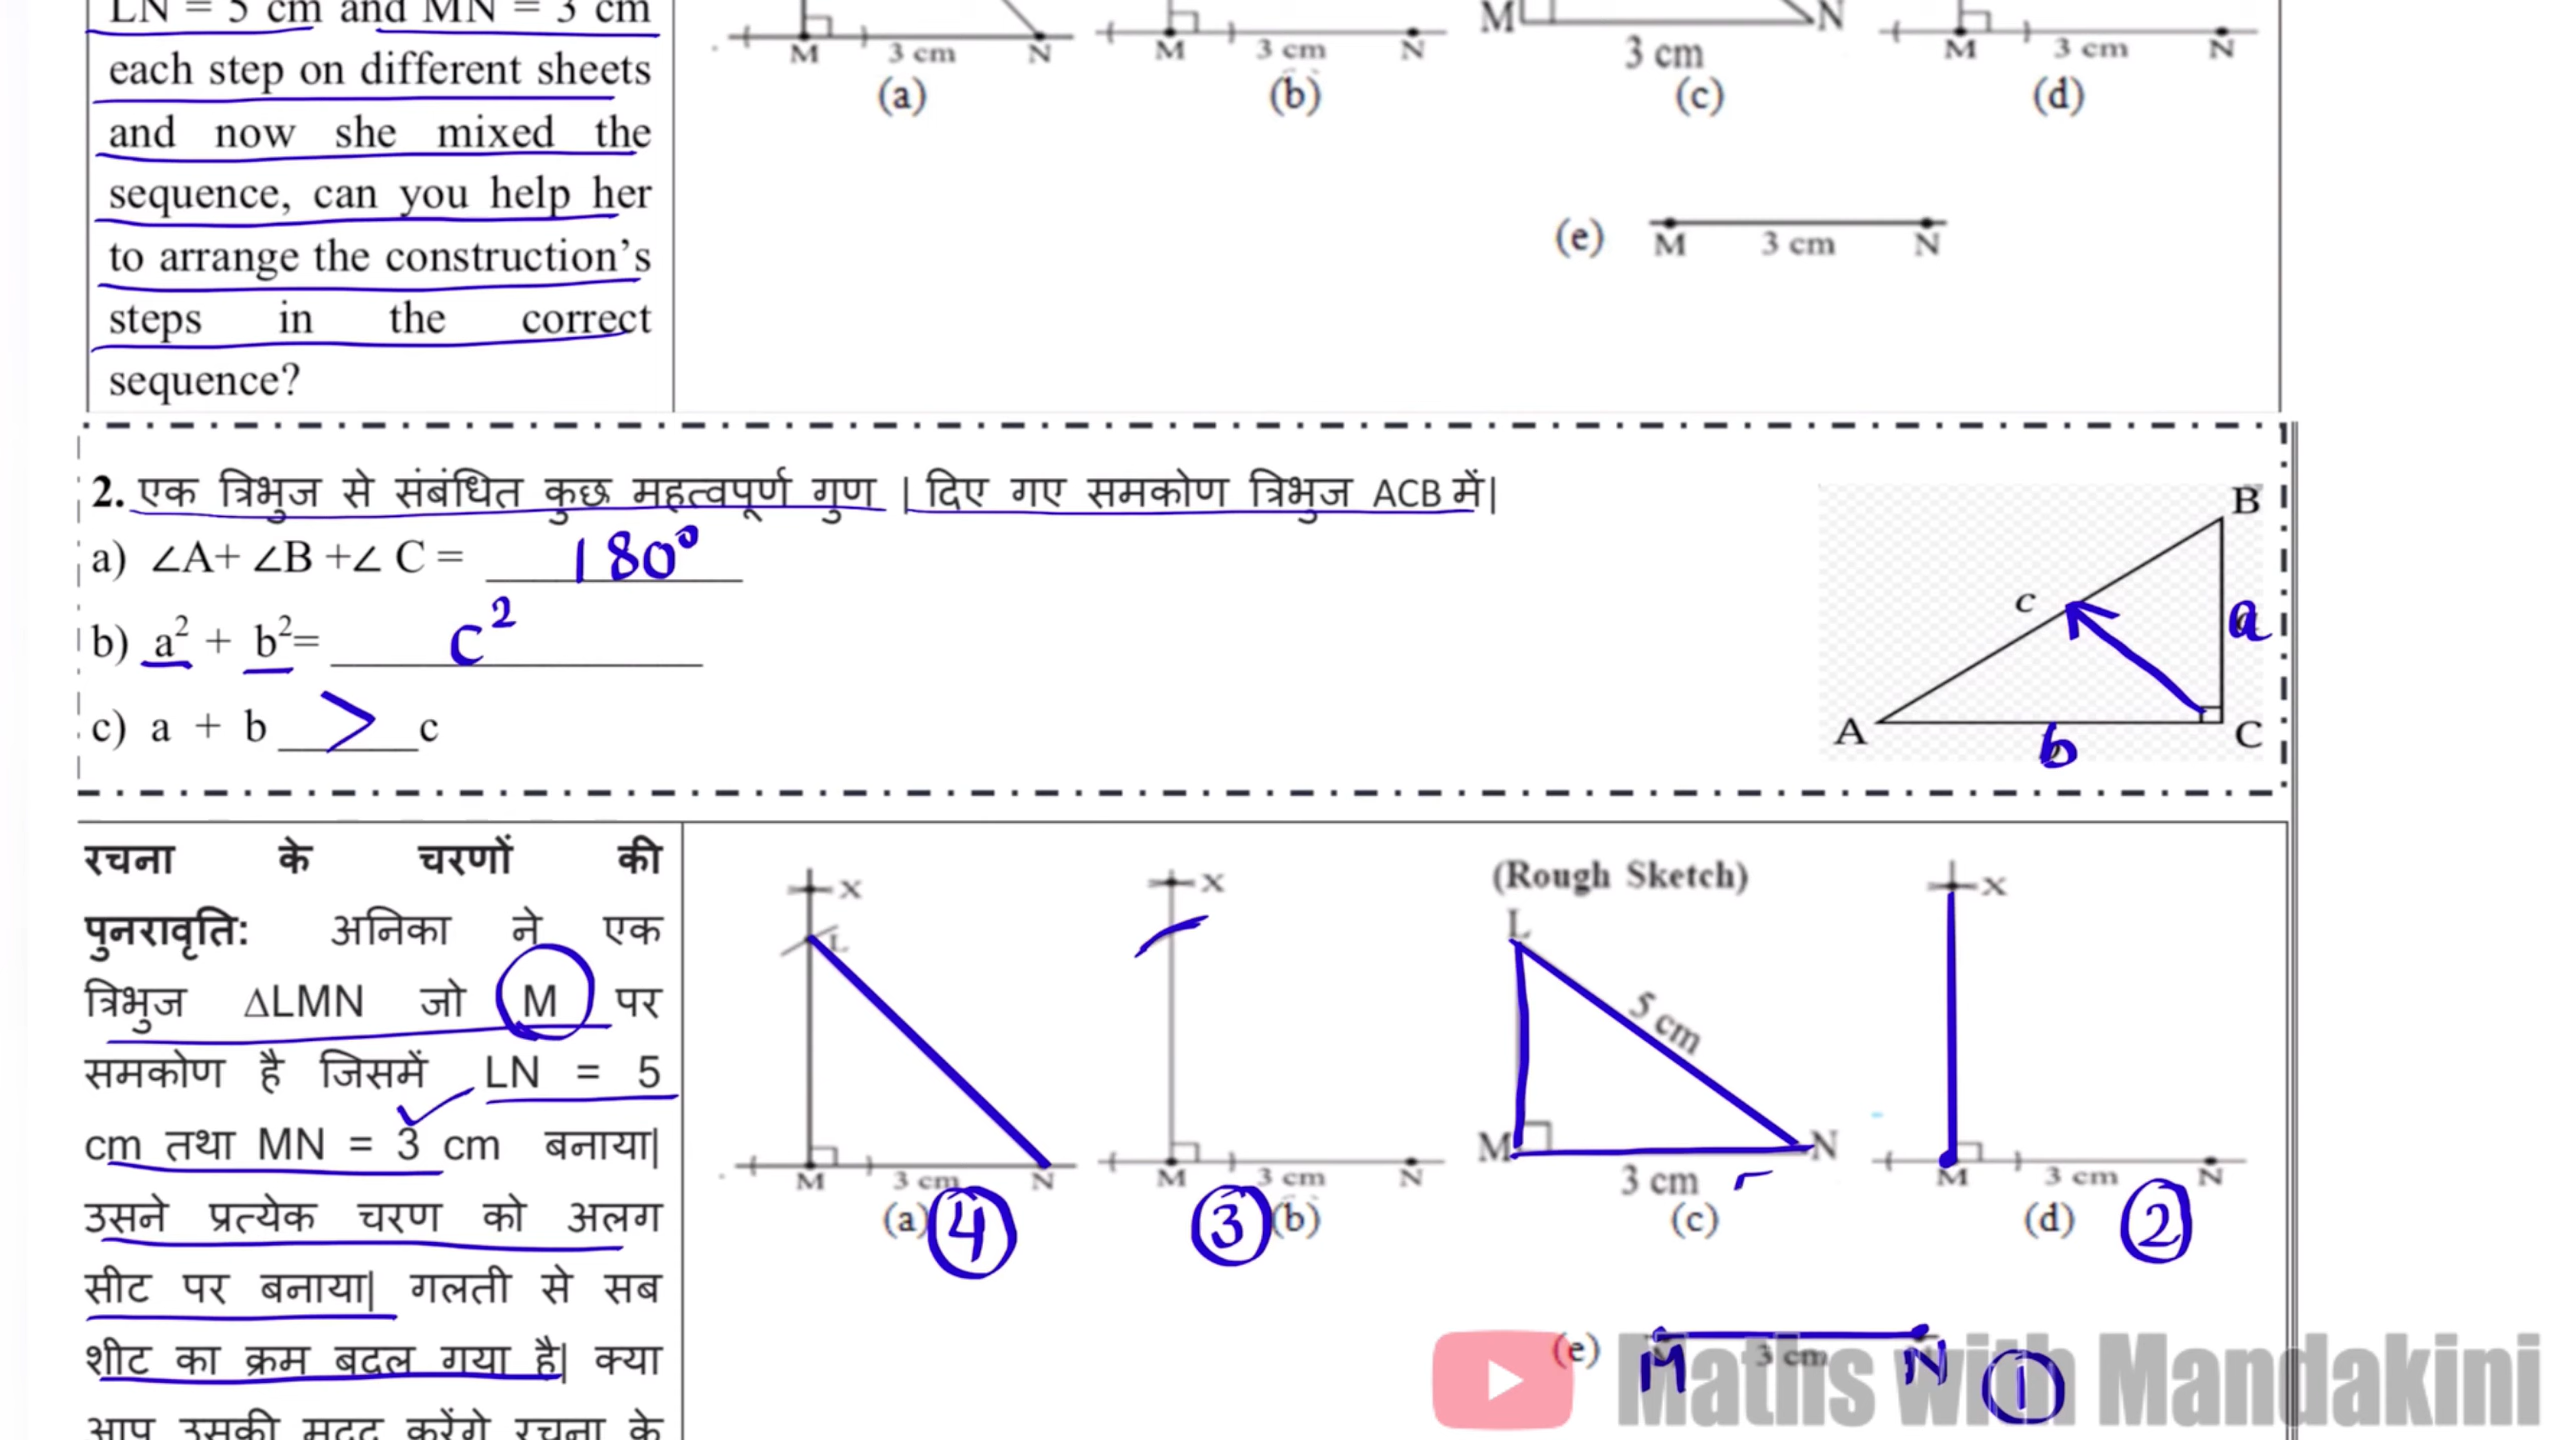 LN = 5 cm and MN = 3 cm
each step on different sheets
and now she mixed the
sequence, can you help her
to arrange the construction's
steps in the correct
sequence?
M 3 cm N
(a)
M 3 cm N
(b)
M N
3 cm
(c)
M 3 cm N
(d)
(e) M 3 cm N
2. एक त्रिभुज से संबंधित कुछ महत्वपूर्ण गुण | दिए गए समकोण त्रिभुज ACB में|
a) ∠A+ ∠B +∠ C = 180°
b) a² + b²= c²
c) a + b > c
B
c
a
A
b
C
रचना के चरणों की
पुनरावृति: अनिका ने एक
त्रिभुज ΔLMN जो M पर
समकोण है जिसमें LN = 5
cm तथा MN = 3 cm बनाया|
उसने प्रत्येक चरण को अलग
सीट पर बनाया| गलती से सब
शीट का क्रम बदल गया है| क्या
आप उसकी मदद करेंगे रचना के
X
L
M 3 cm N
(a) 4
X
M 3 cm N
3 (b)
(Rough Sketch)
L
5 cm
M N
3 cm
(c)
X
M 3 cm N
(d) 2
(e) M 3 cm N 1
Maths with Mandakini